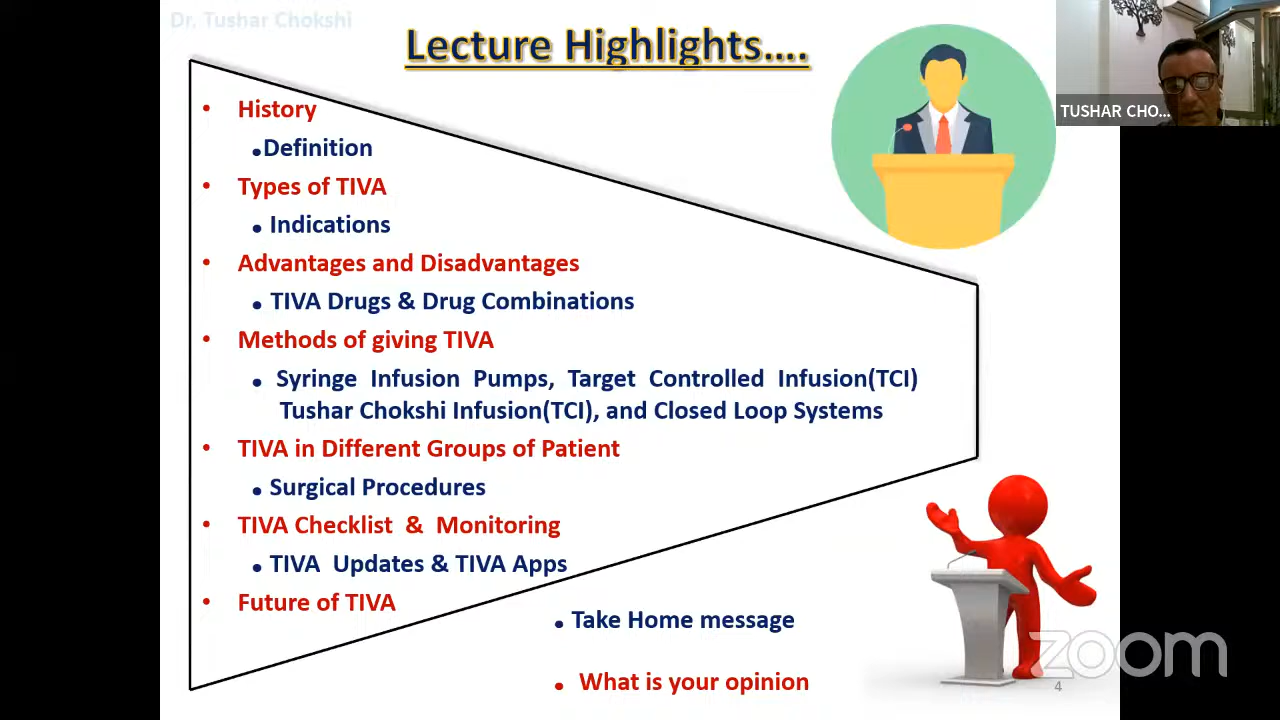 Dr. Tushar Chokshi
Lecture Highlights....
TUSHAR CHO...
• History
• Definition
• Types of TIVA
• Indications
• Advantages and Disadvantages
• TIVA Drugs & Drug Combinations
• Methods of giving TIVA
• Syringe Infusion Pumps, Target Controlled Infusion(TCI)
Tushar Chokshi Infusion(TCI), and Closed Loop Systems
• TIVA in Different Groups of Patient
• Surgical Procedures
• TIVA Checklist & Monitoring
• TIVA Updates & TIVA Apps
• Future of TIVA
• Take Home message
• What is your opinion
zoom
4